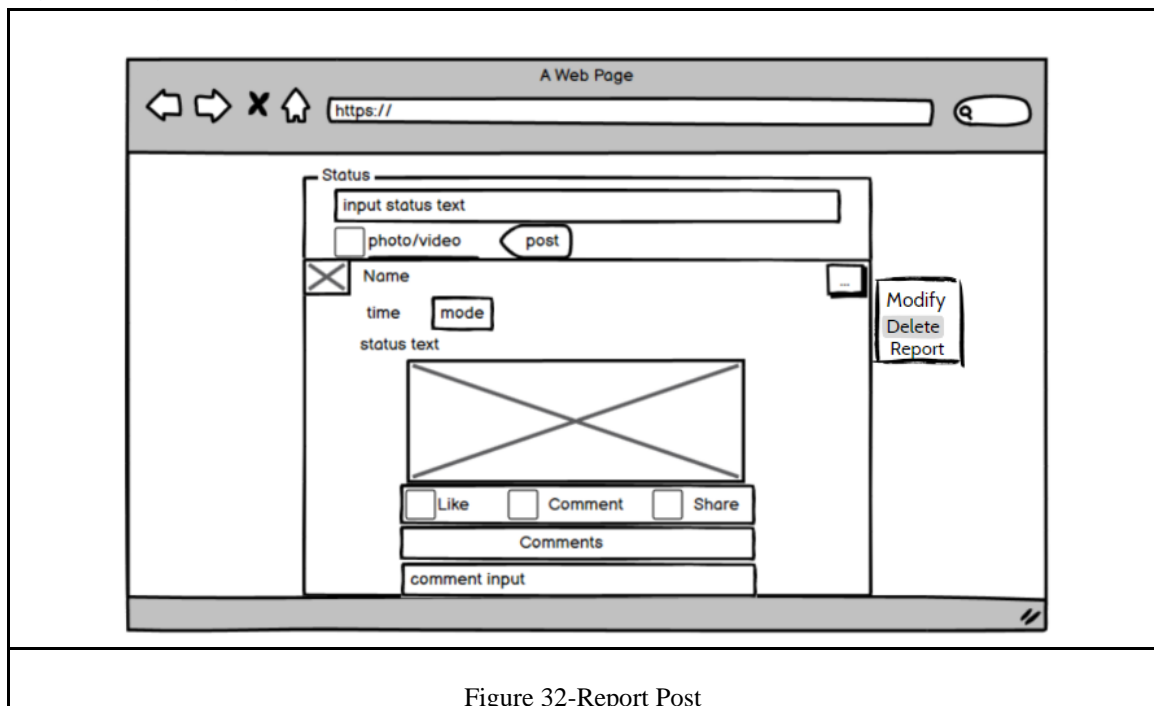 A Web Page
https://
Status
input status text
photo/video post
Name ...
time mode
status text
Modify
Delete
Report
Like Comment Share
Comments
comment input
Figure 32-Report Post